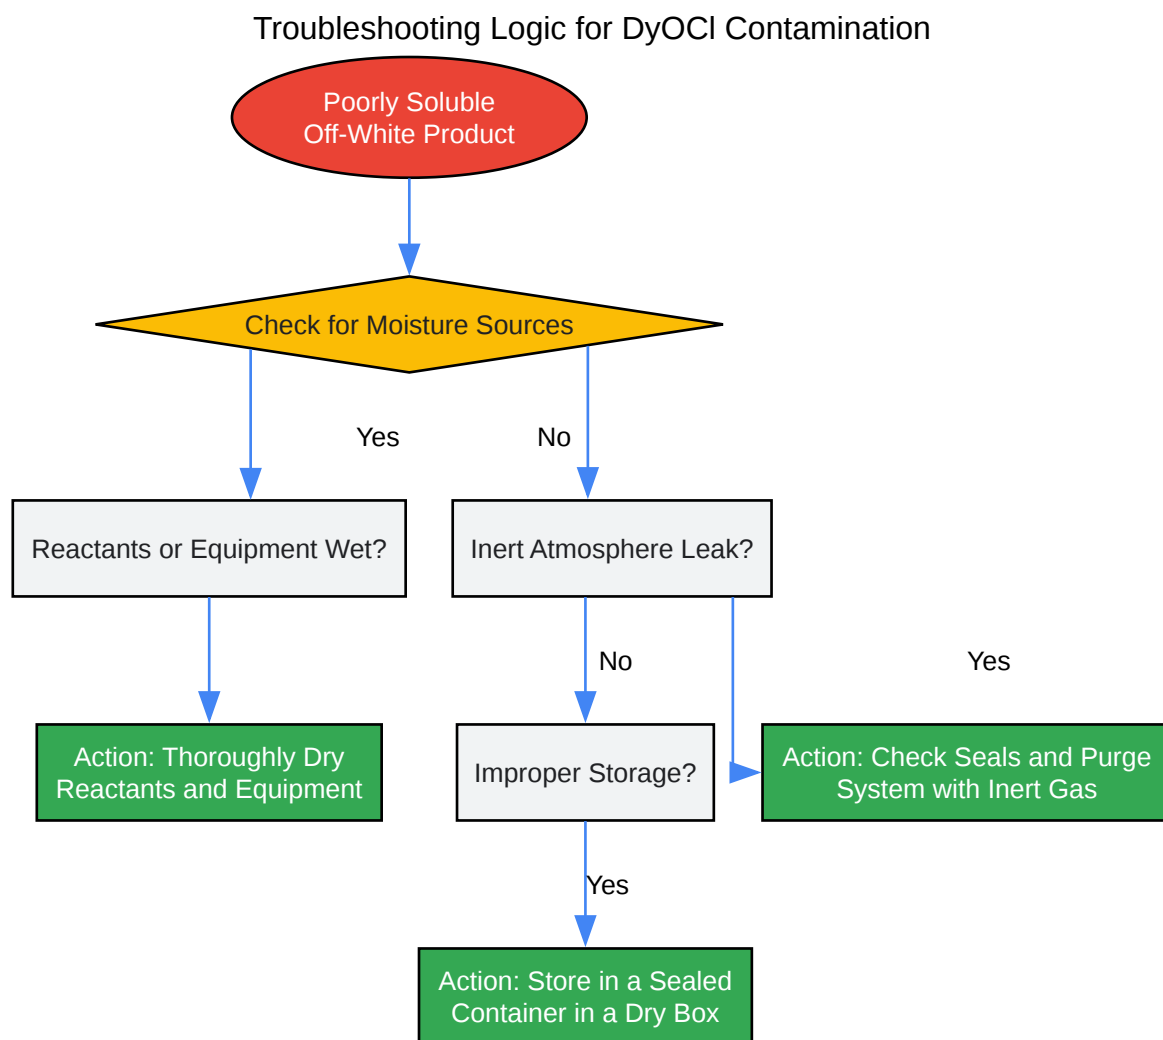 Troubleshooting Logic for DyOCl Contamination
Poorly Soluble
Off-White Product
Check for Moisture Sources
Yes
No
Reactants or Equipment Wet?
Inert Atmosphere Leak?
No
Yes
Action: Thoroughly Dry
Reactants and Equipment
Improper Storage?
Action: Check Seals and Purge
System with Inert Gas
Yes
Action: Store in a Sealed
Container in a Dry Box